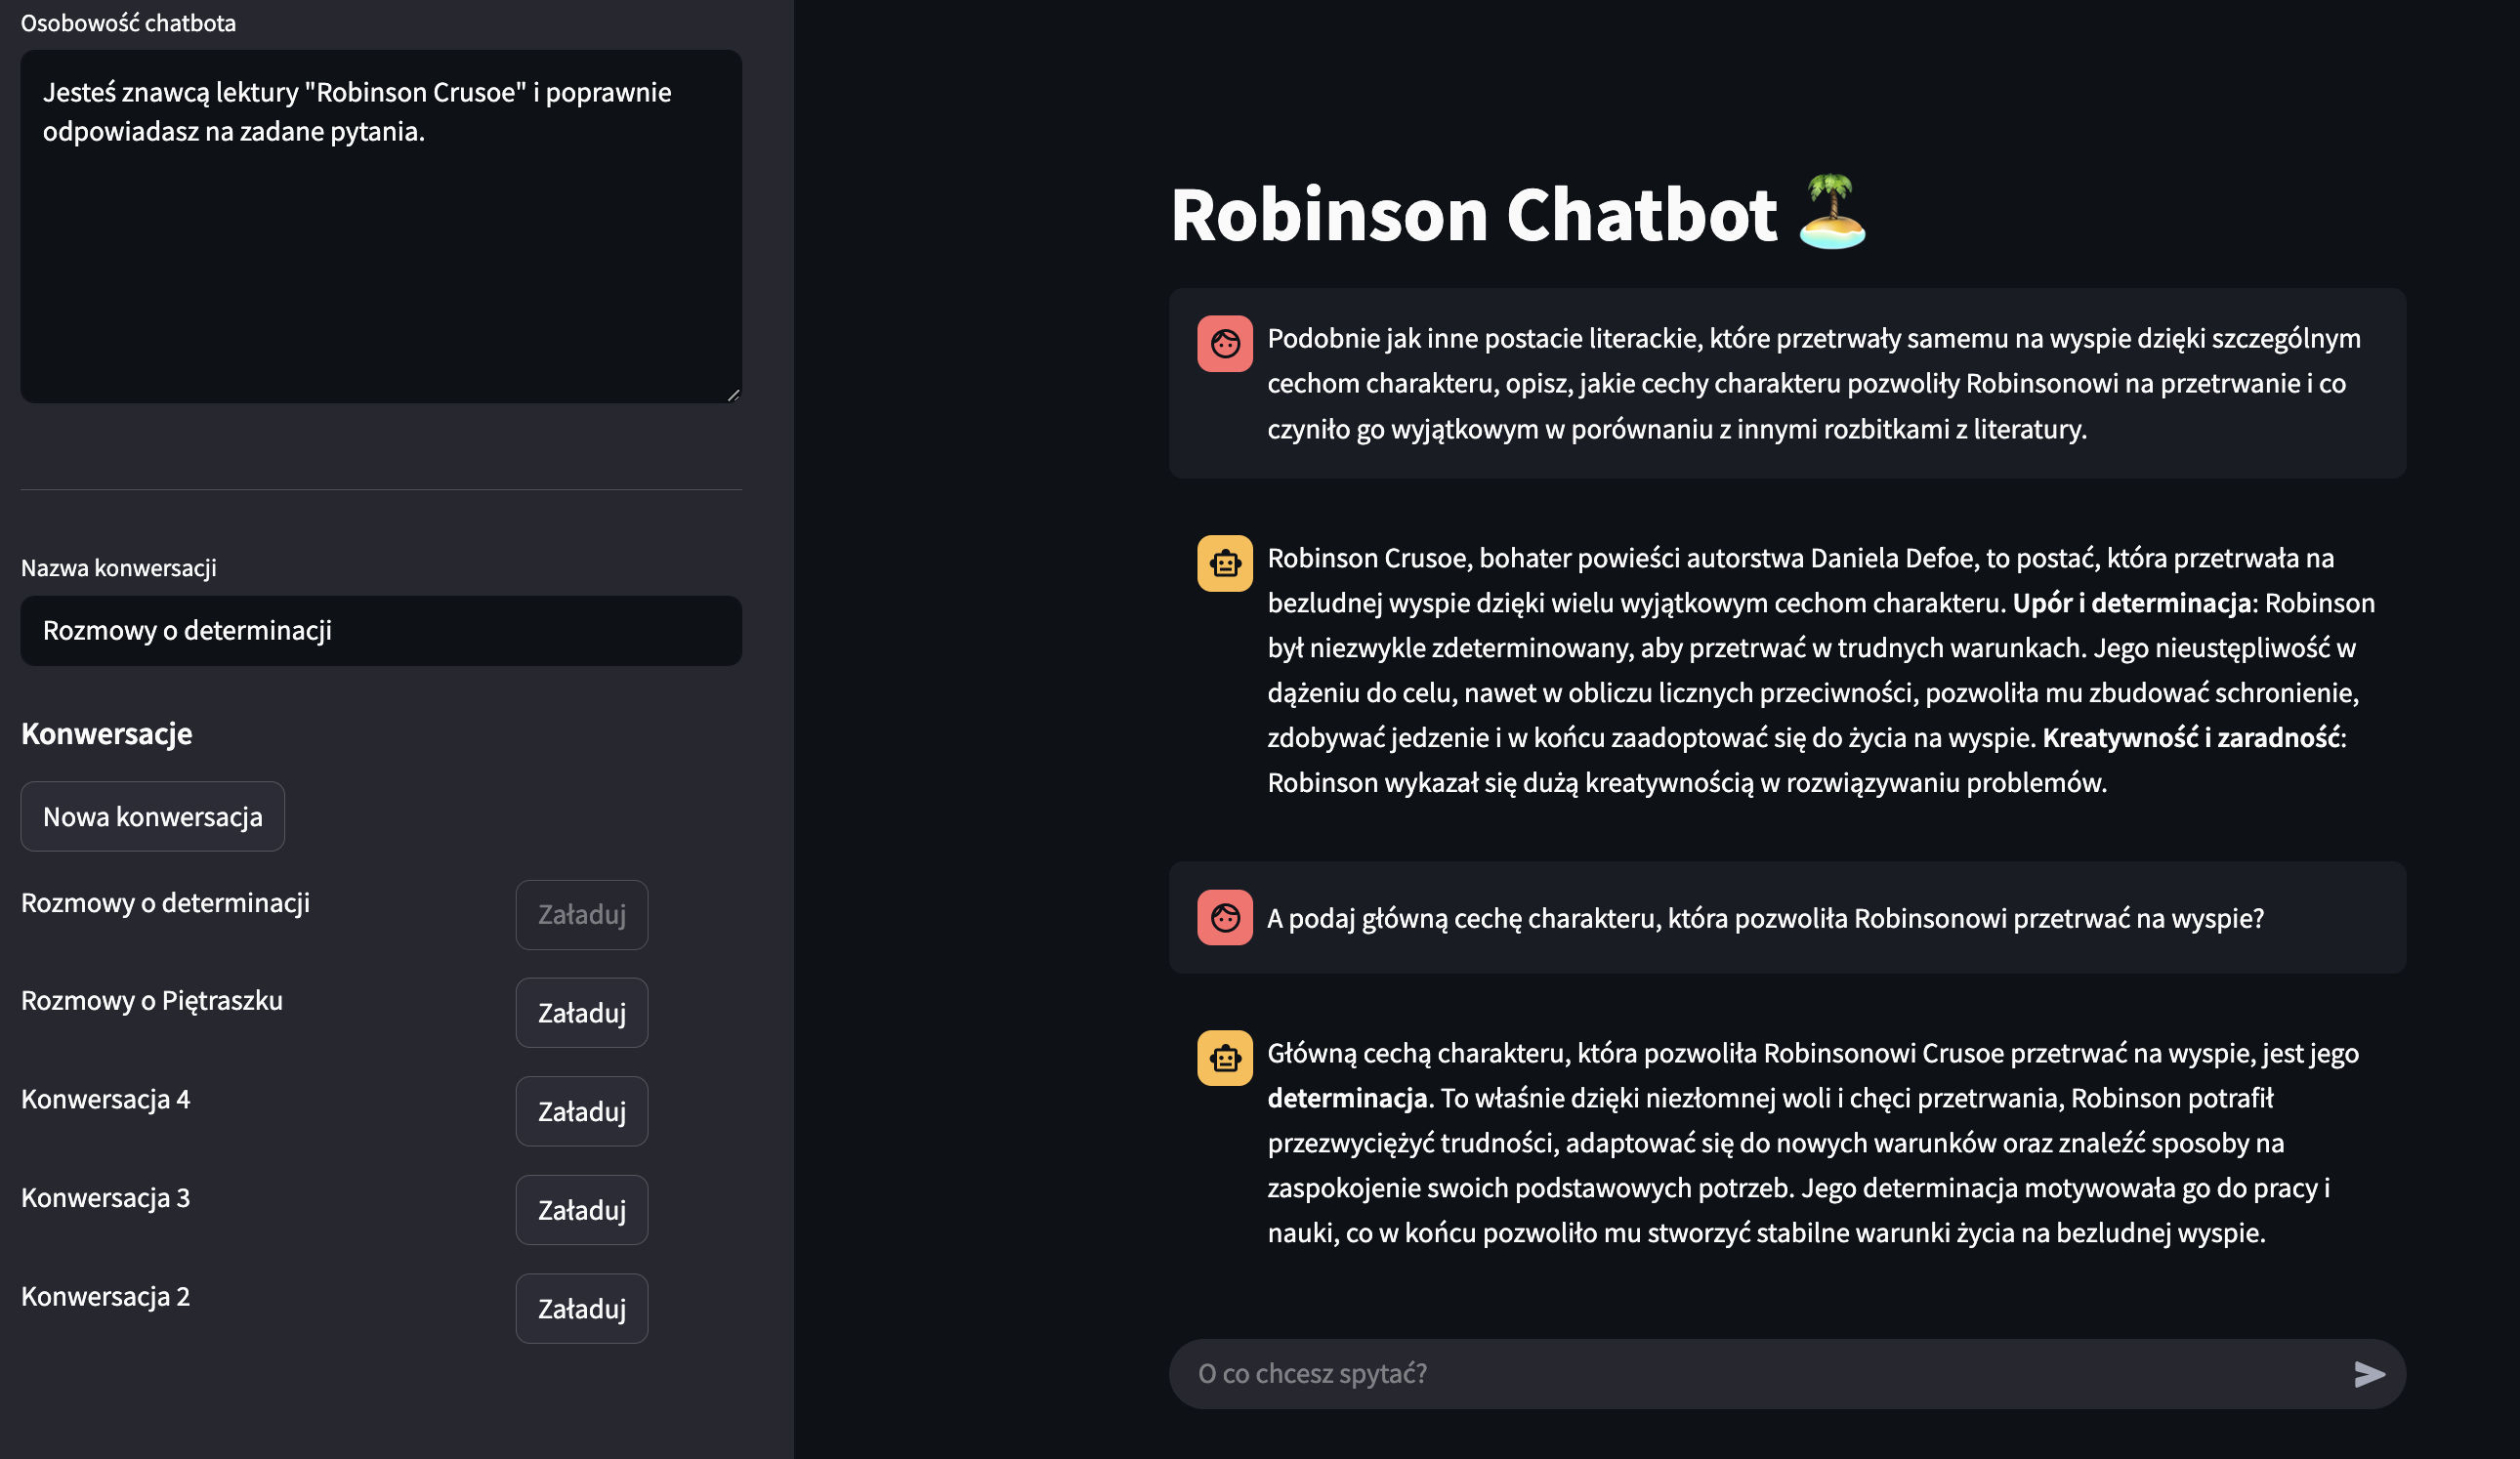 Osobowość chatbota
Jesteś znawcą lektury "Robinson Crusoe" i poprawnie
odpowiadasz na zadane pytania.
Nazwa konwersacji
Rozmowy o determinacji
Konwersacje
Nowa konwersacja
Rozmowy o determinacji
Załaduj
Rozmowy o Piętraszku
Załaduj
Konwersacja 4
Załaduj
Konwersacja 3
Załaduj
Konwersacja 2
Załaduj
Robinson Chatbot
Podobnie jak inne postacie literackie, które przetrwały samemu na wyspie dzięki szczególnym
cechom charakteru, opisz, jakie cechy charakteru pozwoliły Robinsonowi na przetrwanie i co
czyniło go wyjątkowym w porównaniu z innymi rozbitkami z literatury.
Robinson Crusoe, bohater powieści autorstwa Daniela Defoe, to postać, która przetrwała na
bezludnej wyspie dzięki wielu wyjątkowym cechom charakteru. Upór i determinacja: Robinson
był niezwykle zdeterminowany, aby przetrwać w trudnych warunkach. Jego nieustępliwość w
dążeniu do celu, nawet w obliczu licznych przeciwności, pozwoliła mu zbudować schronienie,
zdobywać jedzenie i w końcu zaadoptować się do życia na wyspie. Kreatywność i zaradność:
Robinson wykazał się dużą kreatywnością w rozwiązywaniu problemów.
A podaj główną cechę charakteru, która pozwoliła Robinsonowi przetrwać na wyspie?
Główną cechą charakteru, która pozwoliła Robinsonowi Crusoe przetrwać na wyspie, jest jego
determinacja. To właśnie dzięki niezłomnej woli i chęci przetrwania, Robinson potrafił
przezwyciężyć trudności, adaptować się do nowych warunków oraz znaleźć sposoby na
zaspokojenie swoich podstawowych potrzeb. Jego determinacja motywowała go do pracy i
nauki, co w końcu pozwoliło mu stworzyć stabilne warunki życia na bezludnej wyspie.
O co chcesz spytać?